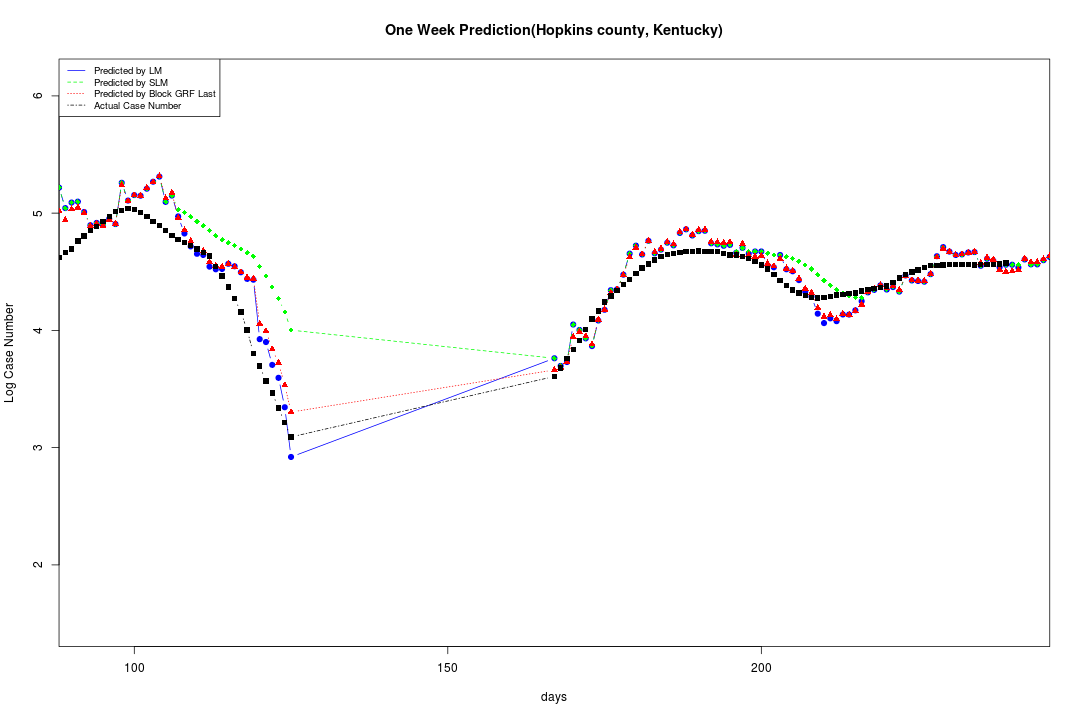 One Week Prediction(Hopkins county, Kentucky)
Predicted by LM
Predicted by SLM
Predicted by Block GRF Last
Actual Case Number
6
5
4
3
2
Log Case Number
100
150
200
days